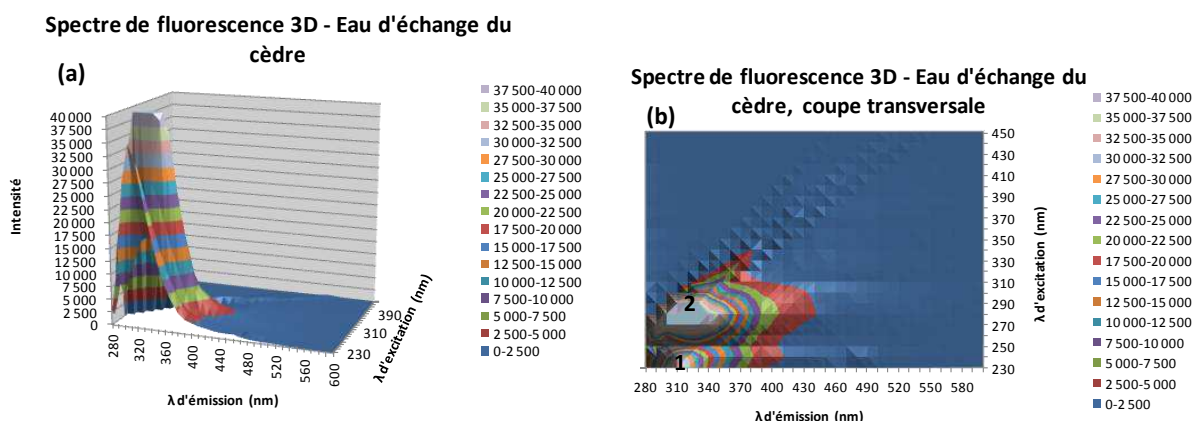 Spectre de fluorescence 3D - Eau d'échange du
cèdre
(a)
40 000
37 500
35 000
32 500
30 000
27 500
25 000
22 500
20 000
17 500
15 000
12 500
10 000
7 500
5 000
2 500
0
Intensité
280
320
360
400
440
480
520
560
600
λ d'émission (nm)
230
310
390
λ d'excitation (nm)
37 500-40 000
35 000-37 500
32 500-35 000
30 000-32 500
27 500-30 000
25 000-27 500
22 500-25 000
20 000-22 500
17 500-20 000
15 000-17 500
12 500-15 000
10 000-12 500
7 500-10 000
5 000-7 500
2 500-5 000
0-2 500
Spectre de fluorescence 3D - Eau d'échange du
cèdre, coupe transversale
(b)
2
1
450
430
410
390
370
350
330
310
290
270
250
230
λ d'excitation (nm)
280 310 340 370 400 430 460 490 520 550 580
λ d'émission (nm)
37 500-40 000
35 000-37 500
32 500-35 000
30 000-32 500
27 500-30 000
25 000-27 500
22 500-25 000
20 000-22 500
17 500-20 000
15 000-17 500
12 500-15 000
10 000-12 500
7 500-10 000
5 000-7 500
2 500-5 000
0-2 500